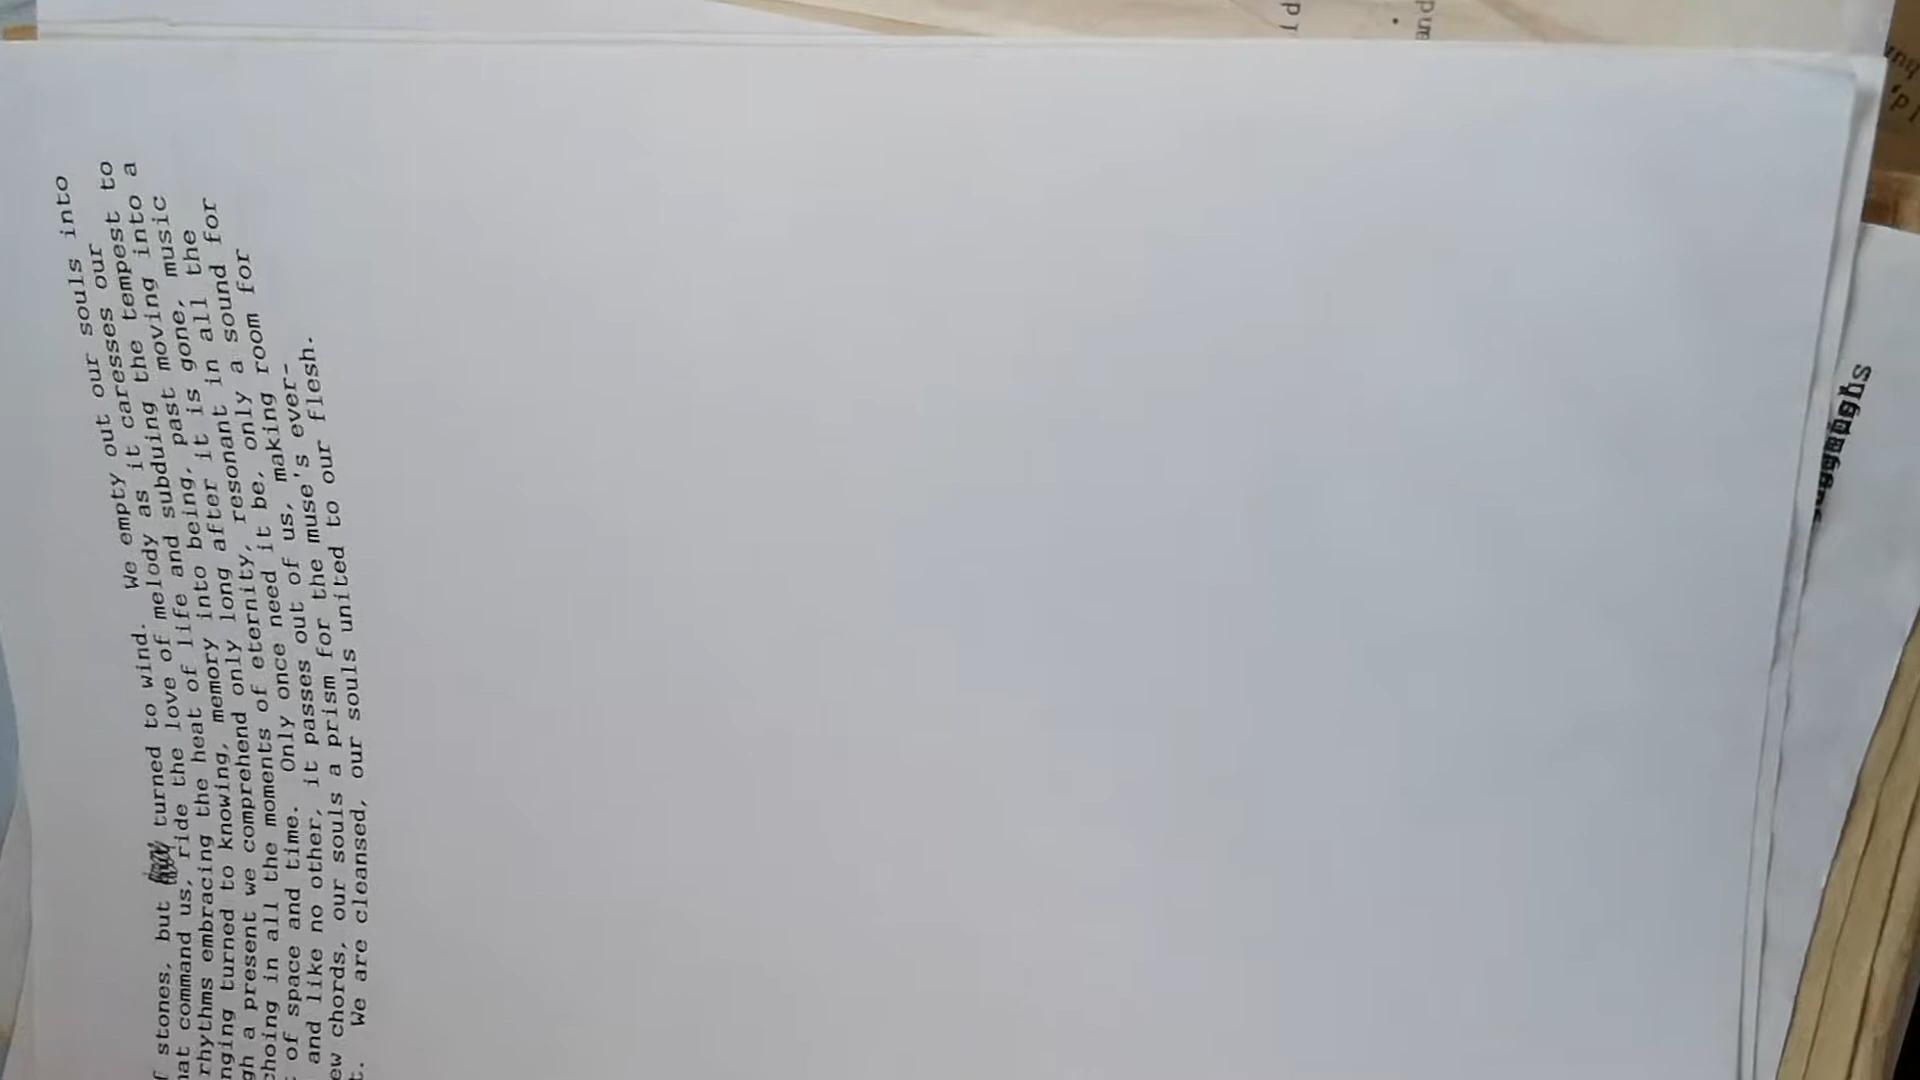 stones, but turned to wind. We empty out our souls into
hat command us, ride the love of melody as it caresses our
rhythms embracing the heat of life and subduing the tempest to
nging turned to knowing, memory into being, past moving into a
gh a present we comprehend only long after it is gone, music
choing in all the moments of eternity, resonant in all the
of space and time. Only once need it be, only a sound for
and like no other, it passes out of us, making room for
ew chords, our souls a prism for the muse's ever-
t. We are cleansed, our souls united to our flesh.
and